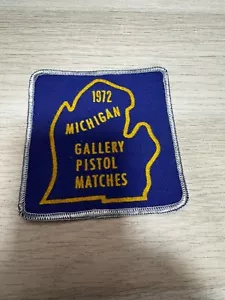 1972
MICHIGAN
GALLERY
PISTOL
MATCHES